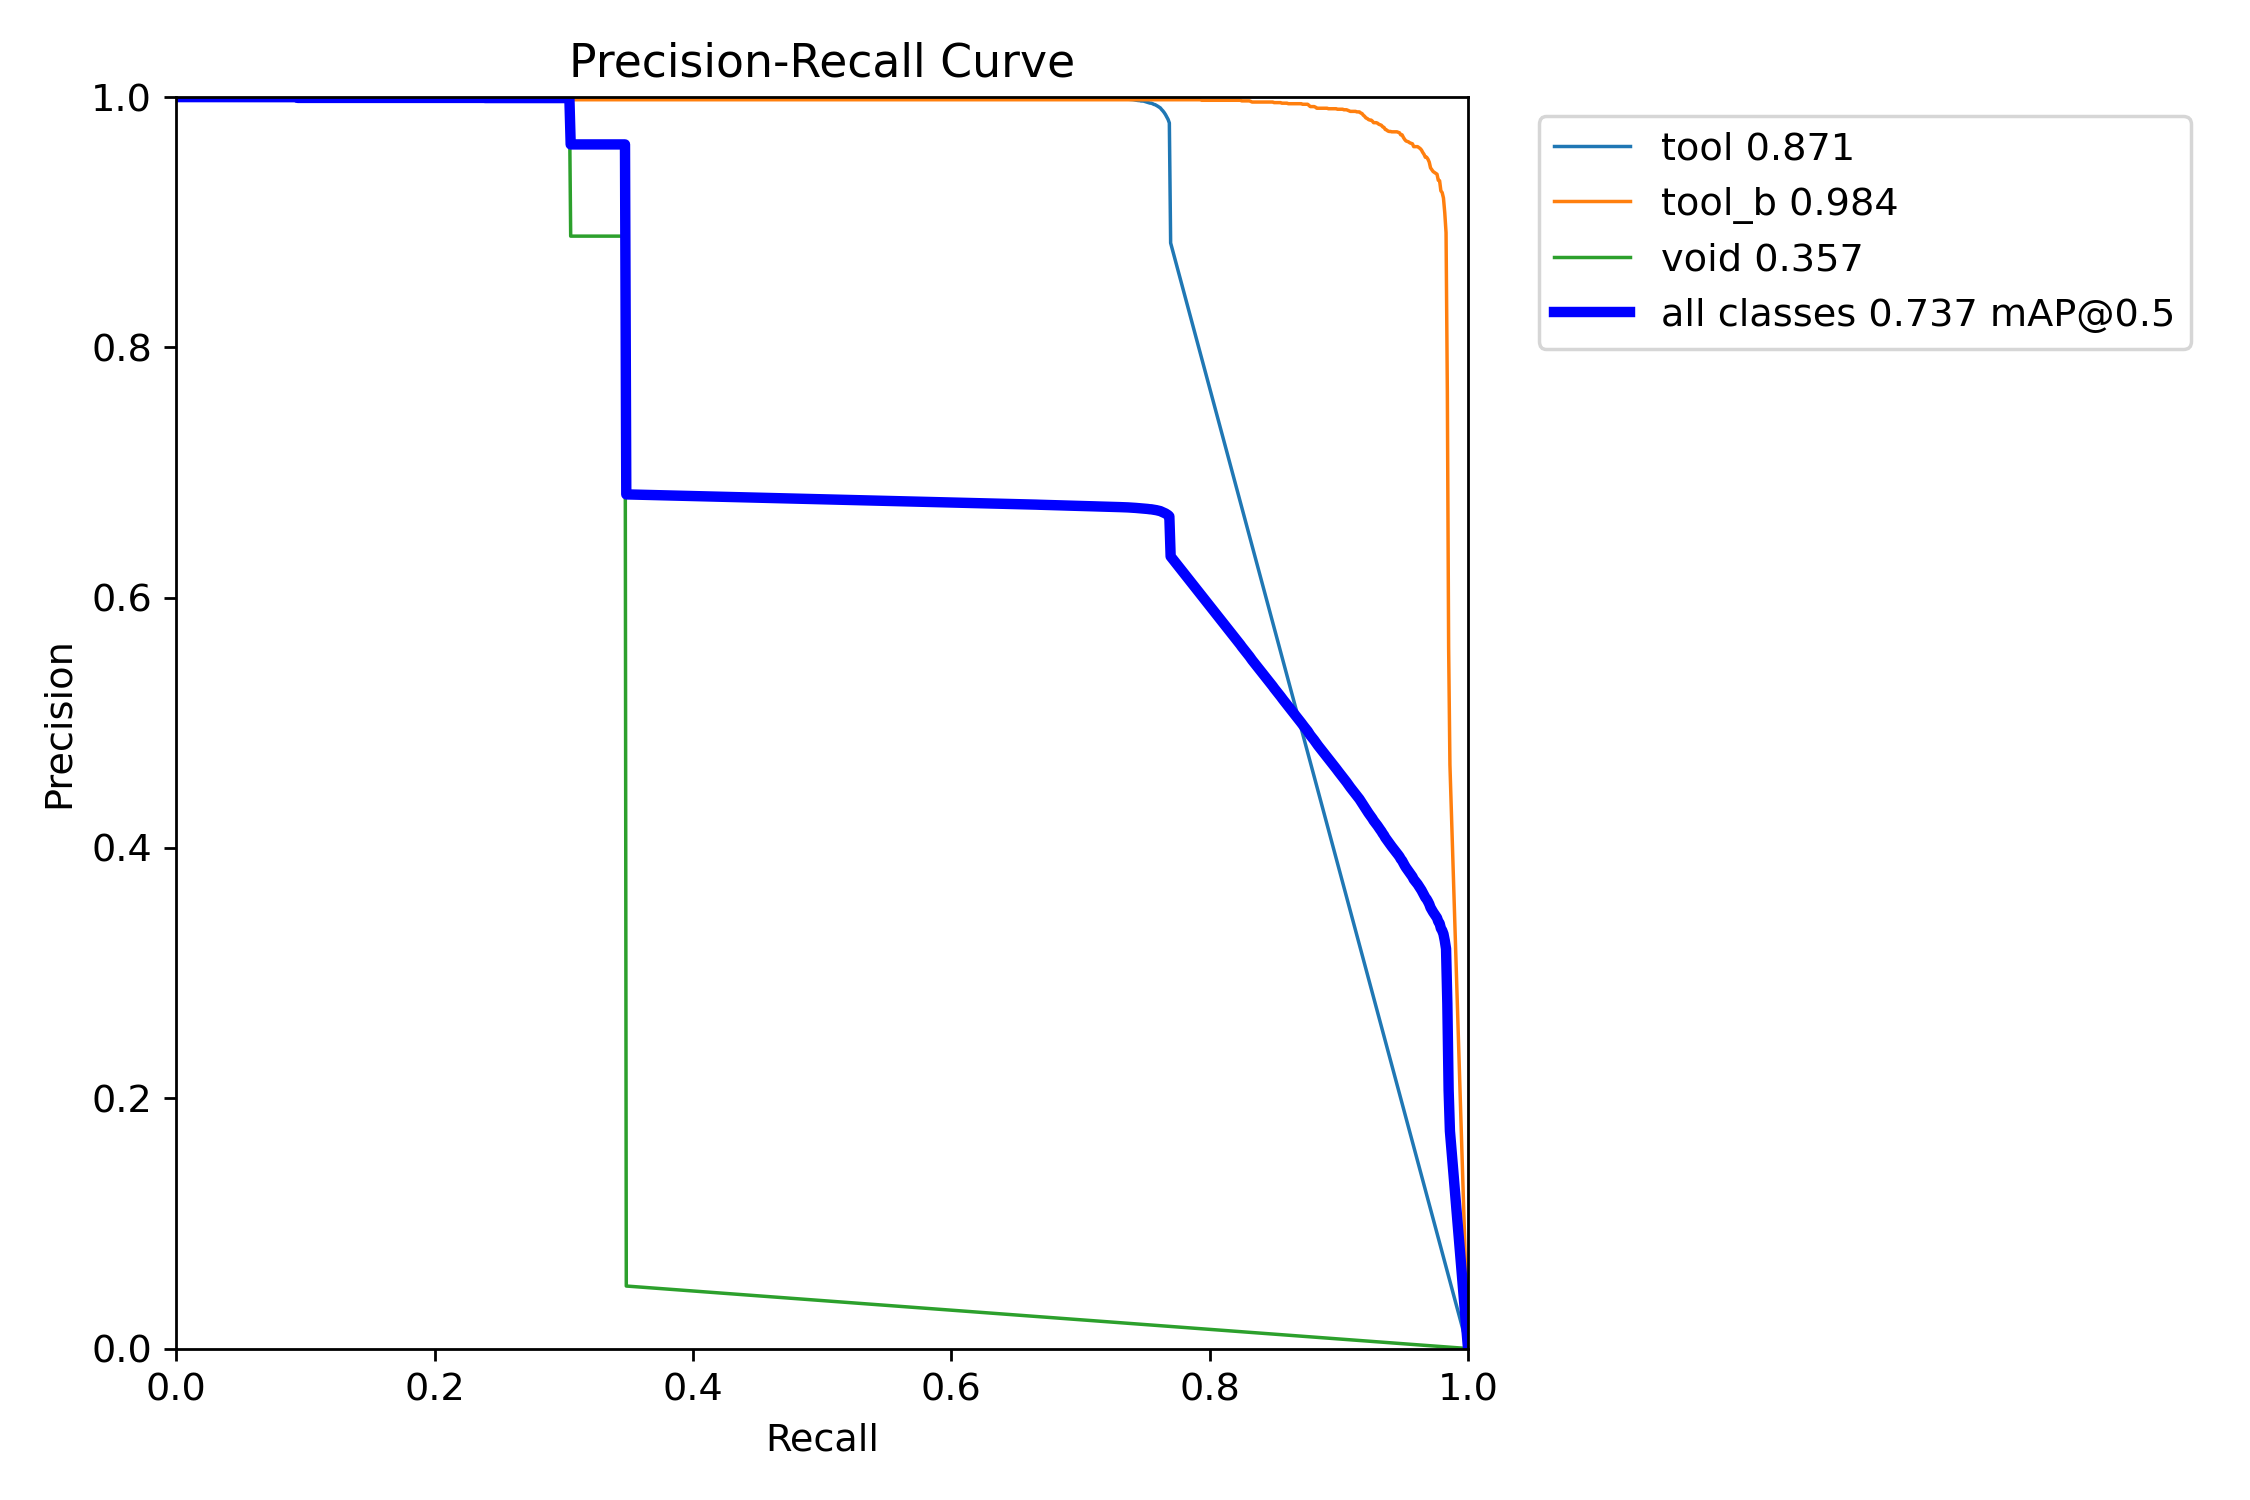 Precision-Recall Curve
1.0
0.8
0.6
0.4
0.2
0.0
Precision
0.0 0.2 0.4 0.6 0.8 1.0
Recall
tool 0.871
tool_b 0.984
void 0.357
all classes 0.737 mAP@0.5